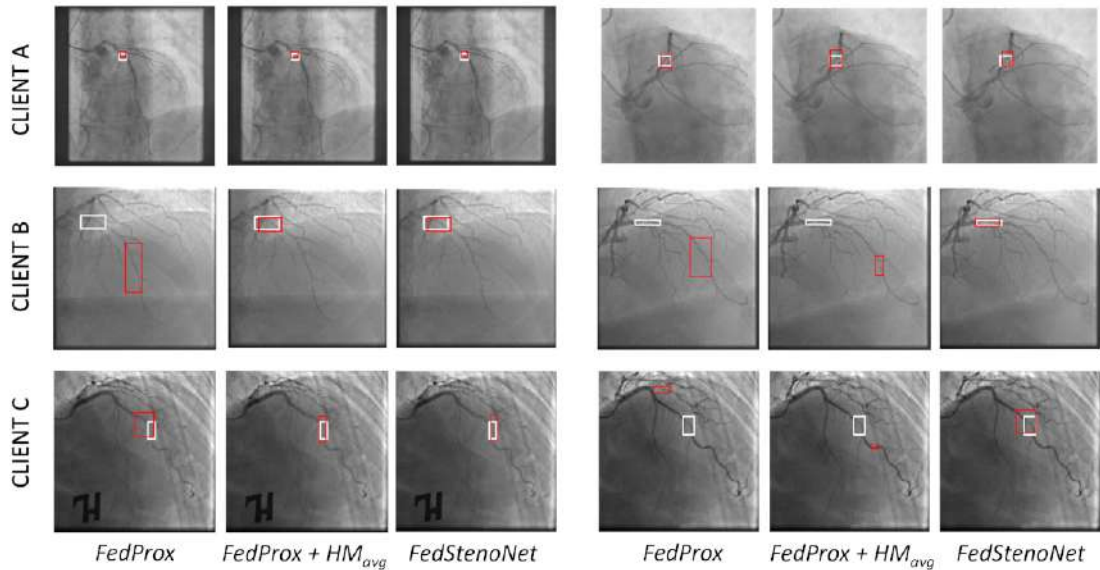 CLIENT A
CLIENT B
CLIENT C
FedProx
FedProx + HMavg
FedStenoNet
FedProx
FedProx + HMavg
FedStenoNet